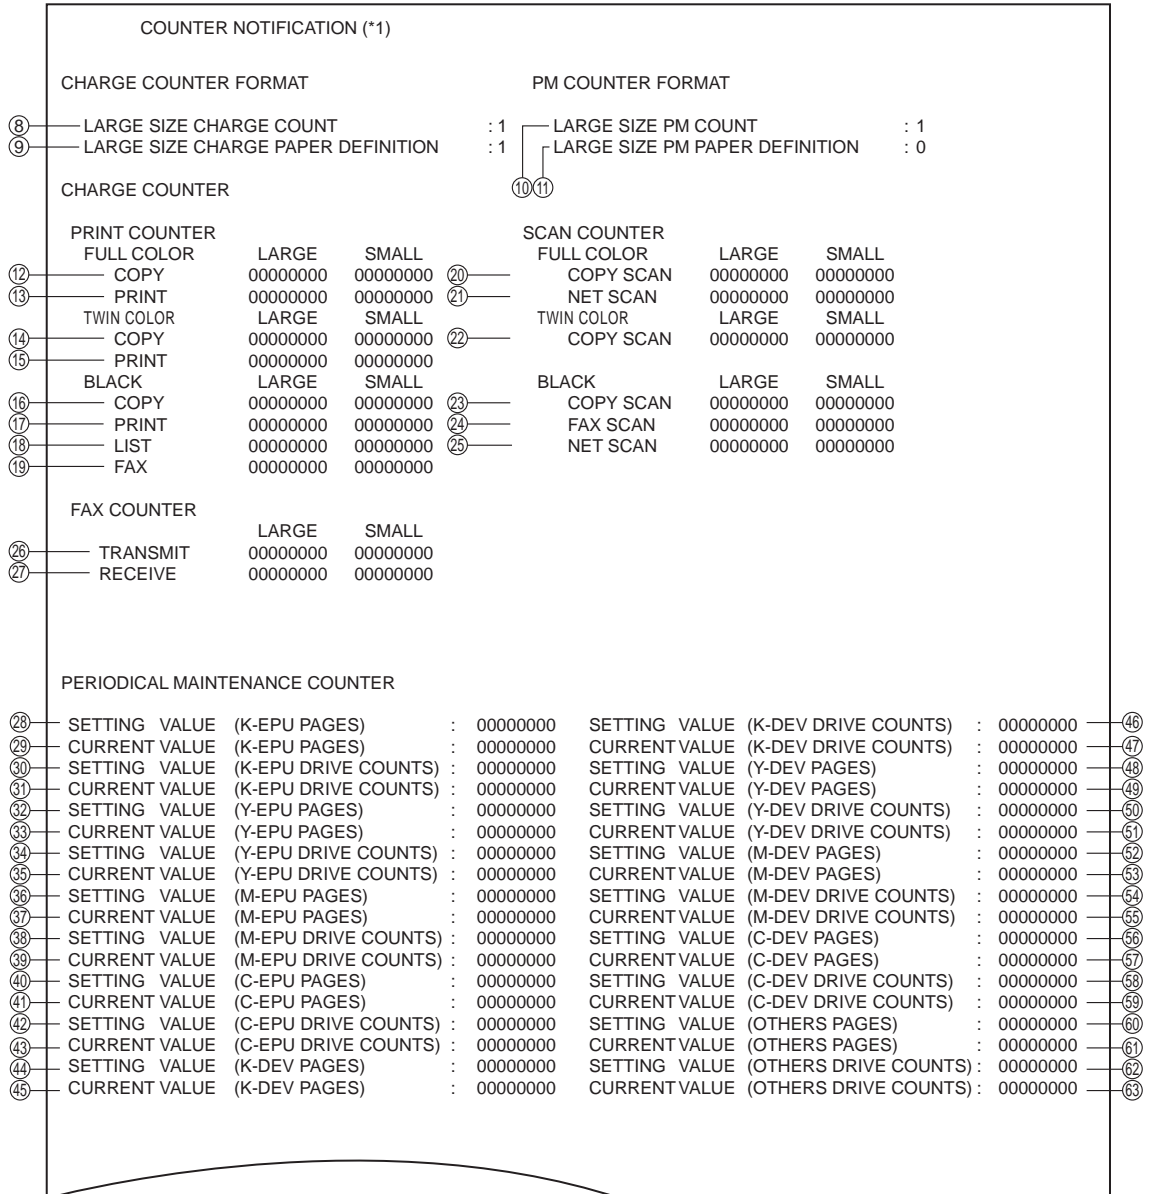 COUNTER NOTIFICATION (*1)
CHARGE COUNTER FORMAT PM COUNTER FORMAT
⑧ LARGE SIZE CHARGE COUNT : 1 LARGE SIZE PM COUNT : 1
⑨ LARGE SIZE CHARGE PAPER DEFINITION : 1 LARGE SIZE PM PAPER DEFINITION : 0
⑩ ⑪
CHARGE COUNTER
PRINT COUNTER SCAN COUNTER
FULL COLOR LARGE SMALL FULL COLOR LARGE SMALL
⑫ COPY 00000000 00000000 ⑳ COPY SCAN 00000000 00000000
⑬ PRINT 00000000 00000000 ㉑ NET SCAN 00000000 00000000
TWIN COLOR LARGE SMALL TWIN COLOR LARGE SMALL
⑭ COPY 00000000 00000000 ㉒ COPY SCAN 00000000 00000000
⑮ PRINT 00000000 00000000
BLACK LARGE SMALL BLACK LARGE SMALL
⑯ COPY 00000000 00000000 ㉓ COPY SCAN 00000000 00000000
⑰ PRINT 00000000 00000000 ㉔ FAX SCAN 00000000 00000000
⑱ LIST 00000000 00000000 ㉕ NET SCAN 00000000 00000000
⑲ FAX 00000000 00000000
FAX COUNTER
LARGE SMALL
㉖ TRANSMIT 00000000 00000000
㉗ RECEIVE 00000000 00000000
PERIODICAL MAINTENANCE COUNTER
㉘ SETTING VALUE (K-EPU PAGES) : 00000000 SETTING VALUE (K-DEV DRIVE COUNTS) : 00000000 ㊻
㉙ CURRENT VALUE (K-EPU PAGES) : 00000000 CURRENT VALUE (K-DEV DRIVE COUNTS) : 00000000 ㊼
㉚ SETTING VALUE (K-EPU DRIVE COUNTS) : 00000000 SETTING VALUE (Y-DEV PAGES) : 00000000 ㊽
㉛ CURRENT VALUE (K-EPU DRIVE COUNTS) : 00000000 CURRENT VALUE (Y-DEV PAGES) : 00000000 ㊾
㉜ SETTING VALUE (Y-EPU PAGES) : 00000000 SETTING VALUE (Y-DEV DRIVE COUNTS) : 00000000 ㊿
㉝ CURRENT VALUE (Y-EPU PAGES) : 00000000 CURRENT VALUE (Y-DEV DRIVE COUNTS) : 00000000 51
㉞ SETTING VALUE (Y-EPU DRIVE COUNTS) : 00000000 SETTING VALUE (M-DEV PAGES) : 00000000 52
㉟ CURRENT VALUE (Y-EPU DRIVE COUNTS) : 00000000 CURRENT VALUE (M-DEV PAGES) : 00000000 53
㊱ SETTING VALUE (M-EPU PAGES) : 00000000 SETTING VALUE (M-DEV DRIVE COUNTS) : 00000000 54
㊲ CURRENT VALUE (M-EPU PAGES) : 00000000 CURRENT VALUE (M-DEV DRIVE COUNTS) : 00000000 55
㊳ SETTING VALUE (M-EPU DRIVE COUNTS) : 00000000 SETTING VALUE (C-DEV PAGES) : 00000000 56
㊴ CURRENT VALUE (M-EPU DRIVE COUNTS) : 00000000 CURRENT VALUE (C-DEV PAGES) : 00000000 57
㊵ SETTING VALUE (C-EPU PAGES) : 00000000 SETTING VALUE (C-DEV DRIVE COUNTS) : 00000000 58
㊶ CURRENT VALUE (C-EPU PAGES) : 00000000 CURRENT VALUE (C-DEV DRIVE COUNTS) : 00000000 59
㊷ SETTING VALUE (C-EPU DRIVE COUNTS) : 00000000 SETTING VALUE (OTHERS PAGES) : 00000000 60
㊸ CURRENT VALUE (C-EPU DRIVE COUNTS) : 00000000 CURRENT VALUE (OTHERS PAGES) : 00000000 61
㊹ SETTING VALUE (K-DEV PAGES) : 00000000 SETTING VALUE (OTHERS DRIVE COUNTS) : 00000000 62
㊺ CURRENT VALUE (K-DEV PAGES) : 00000000 CURRENT VALUE (OTHERS DRIVE COUNTS) : 00000000 63